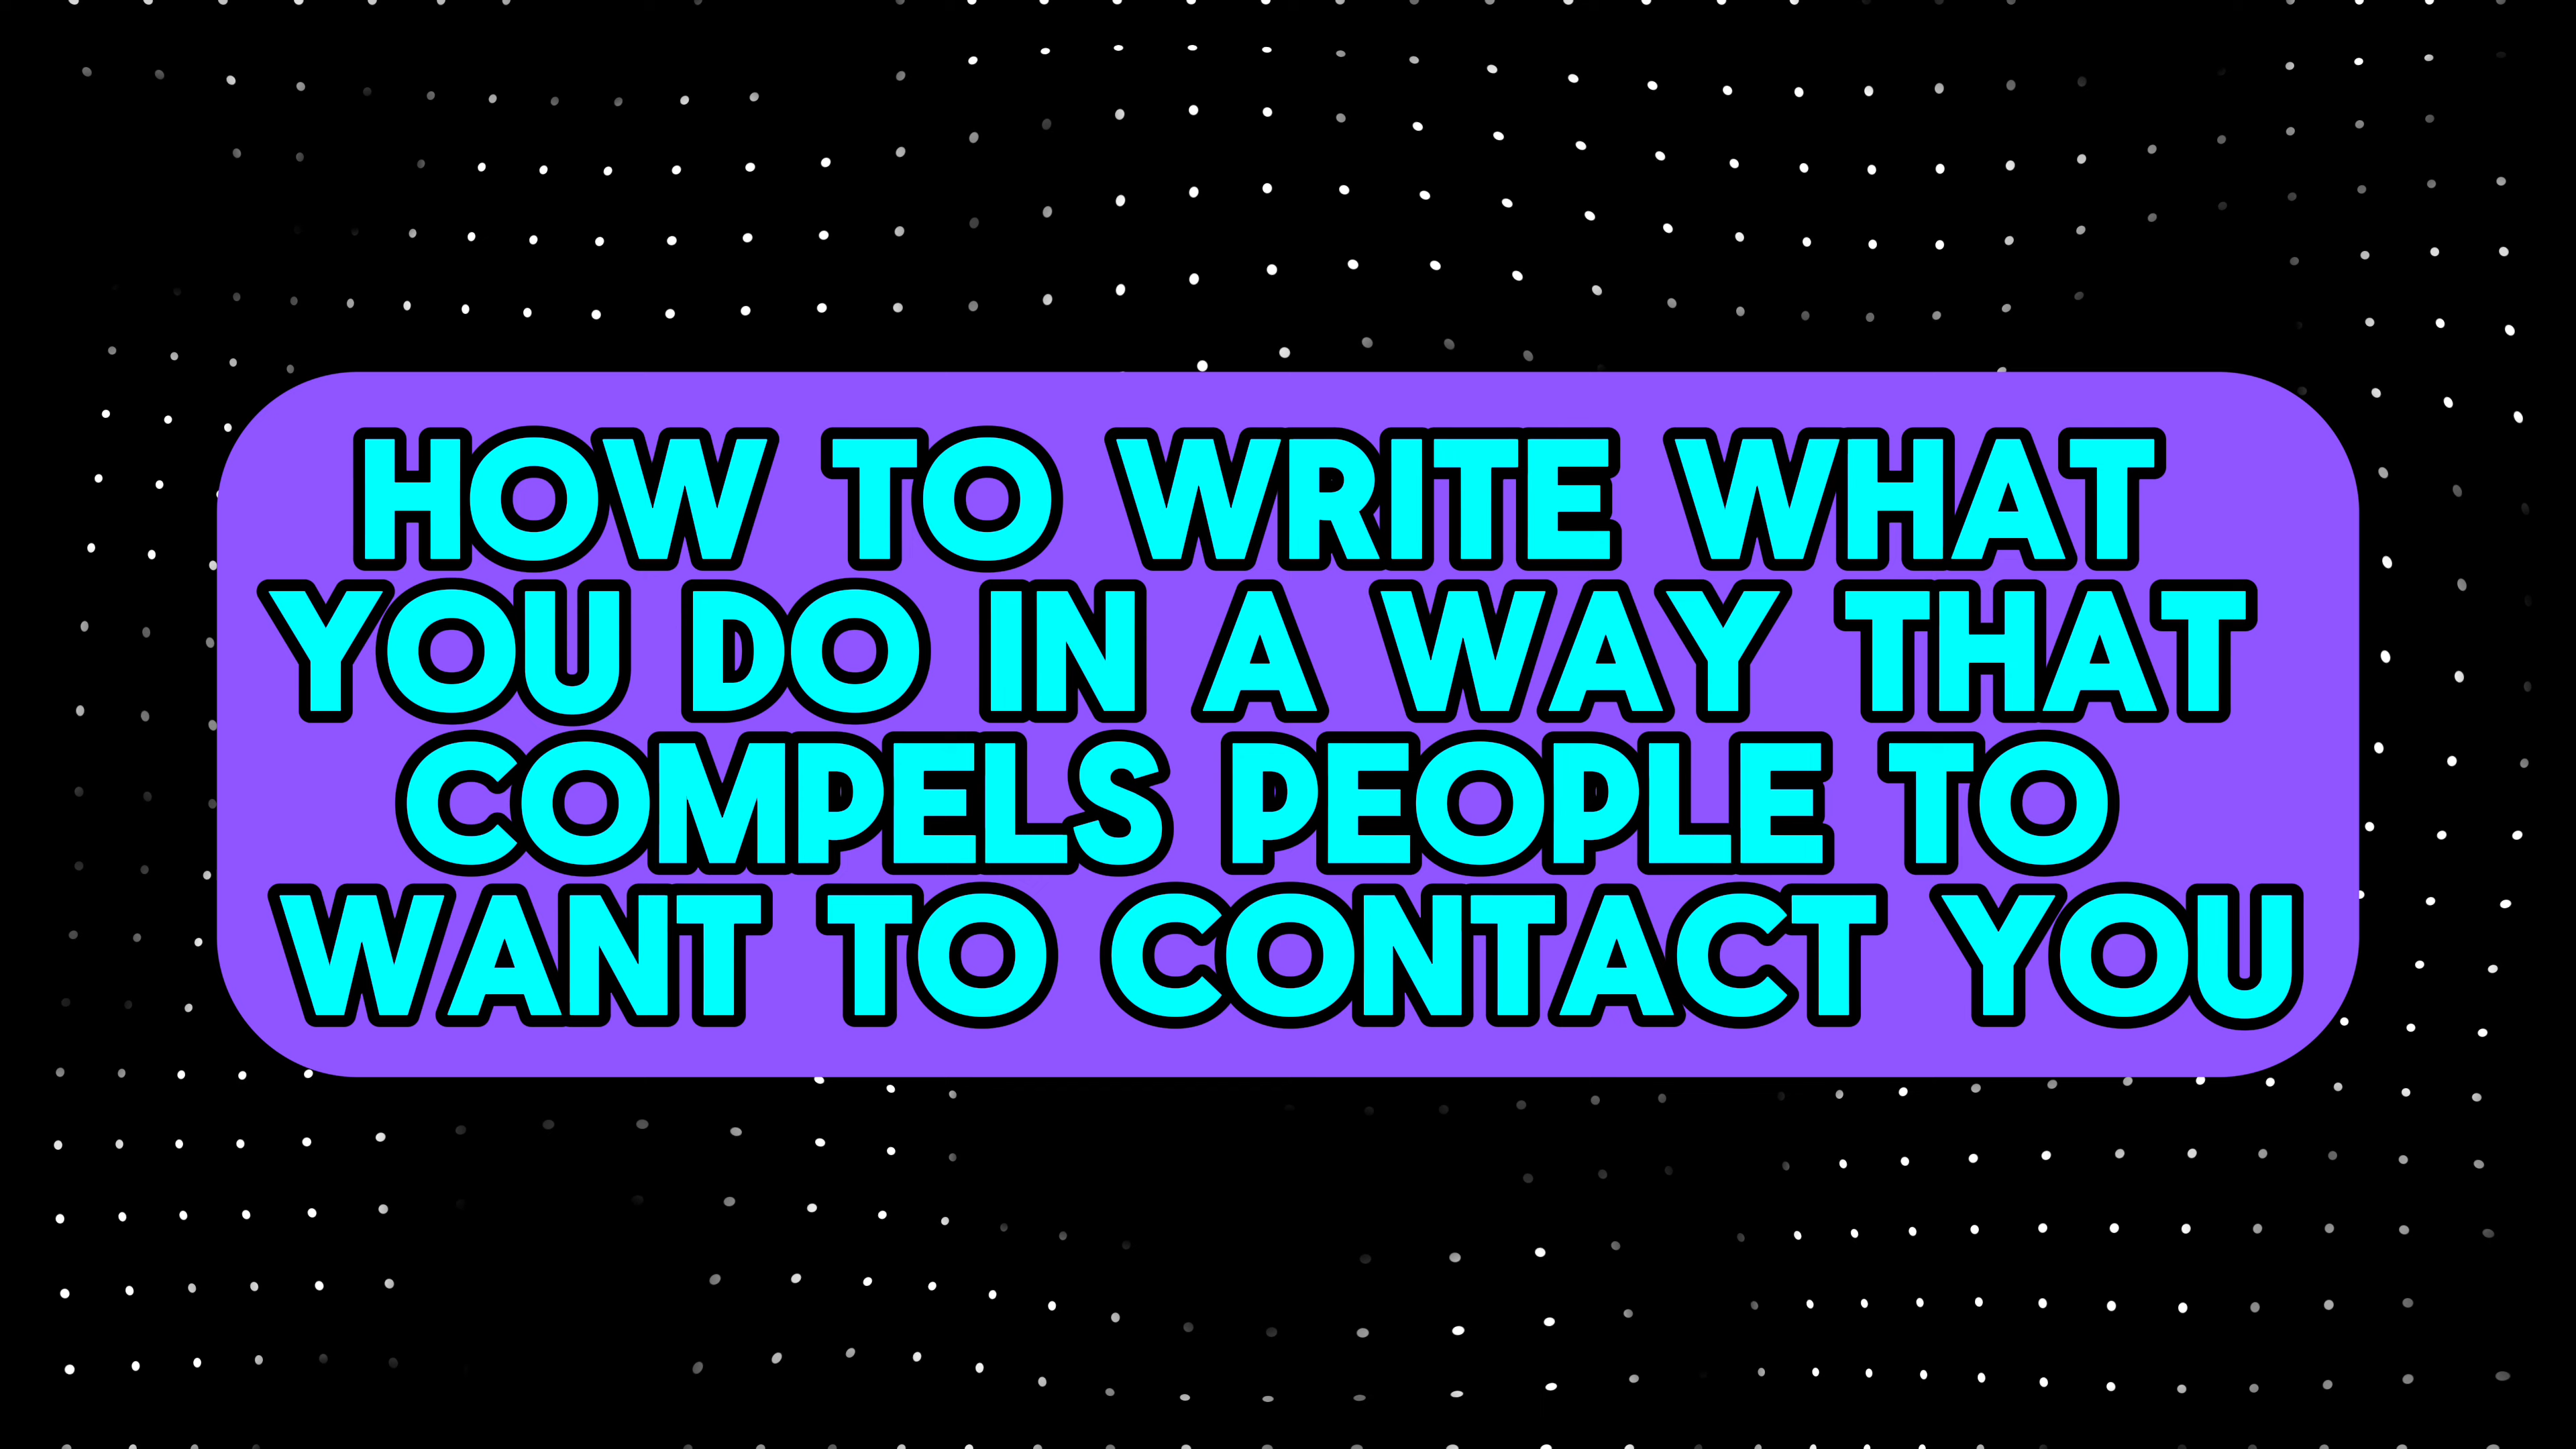 HOW TO WRITE WHAT
YOU DO IN A WAY THAT
COMPELS PEOPLE TO
WANT TO CONTACT YOU